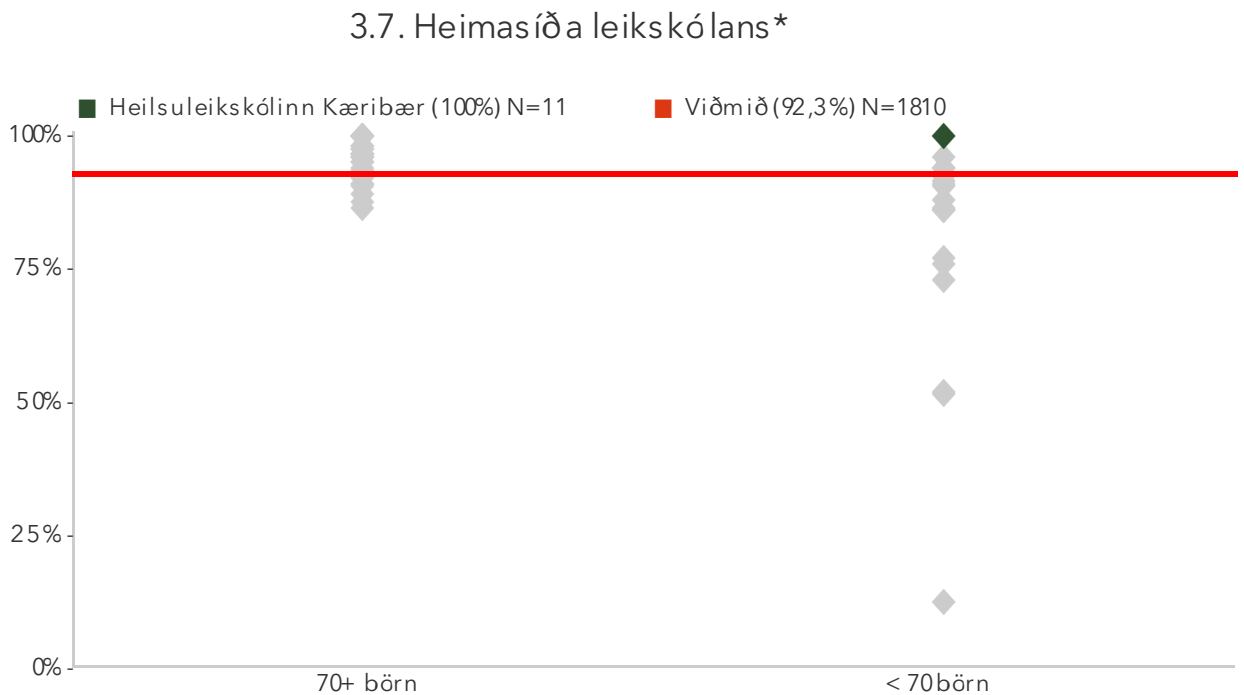 3.7. Heimasíða leikskólans*
Heilsuleikskólinn Kæribær (100%) N=11
Viðmið (92,3%) N=1810
100%
75%
50%
25%
0%
70+ börn
< 70 börn